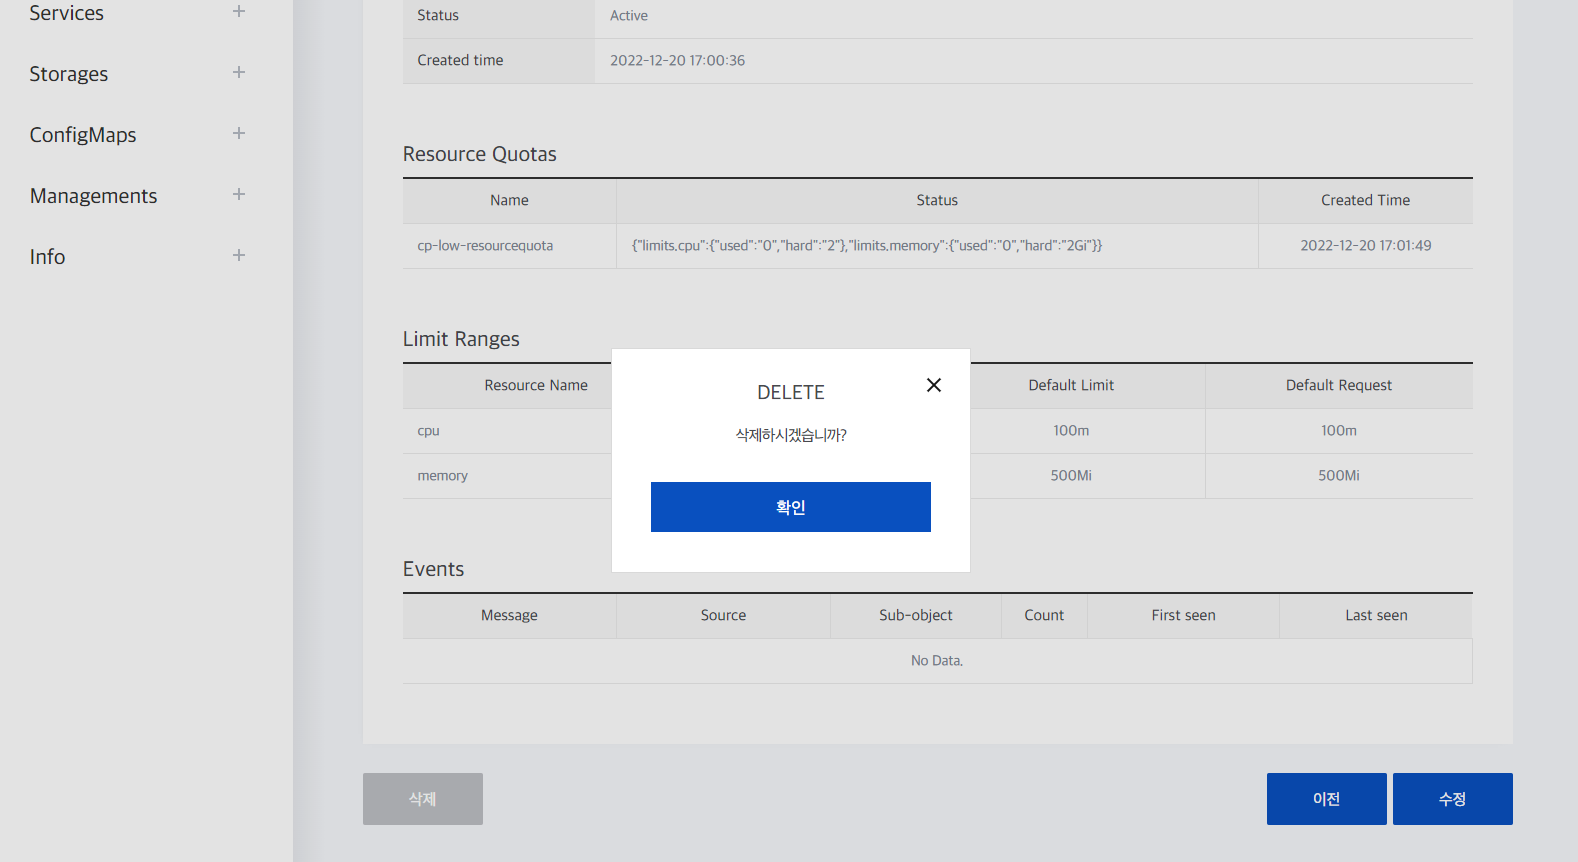 Services
Storages
ConfigMaps
Managements
Info
Status Active
Created time 2022-12-20 17:00:36
Resource Quotas
Name Status Created Time
cp-low-resourcequota {"limits.cpu":{"used":"0","hard":"2"},"limits.memory":{"used":"0","hard":"2Gi"}} 2022-12-20 17:01:49
Limit Ranges
Resource Name Default Limit Default Request
cpu 100m 100m
memory 500Mi 500Mi
DELETE
삭제하시겠습니까?
확인
Events
Message Source Sub-object Count First seen Last seen
No Data.
삭제 이전 수정